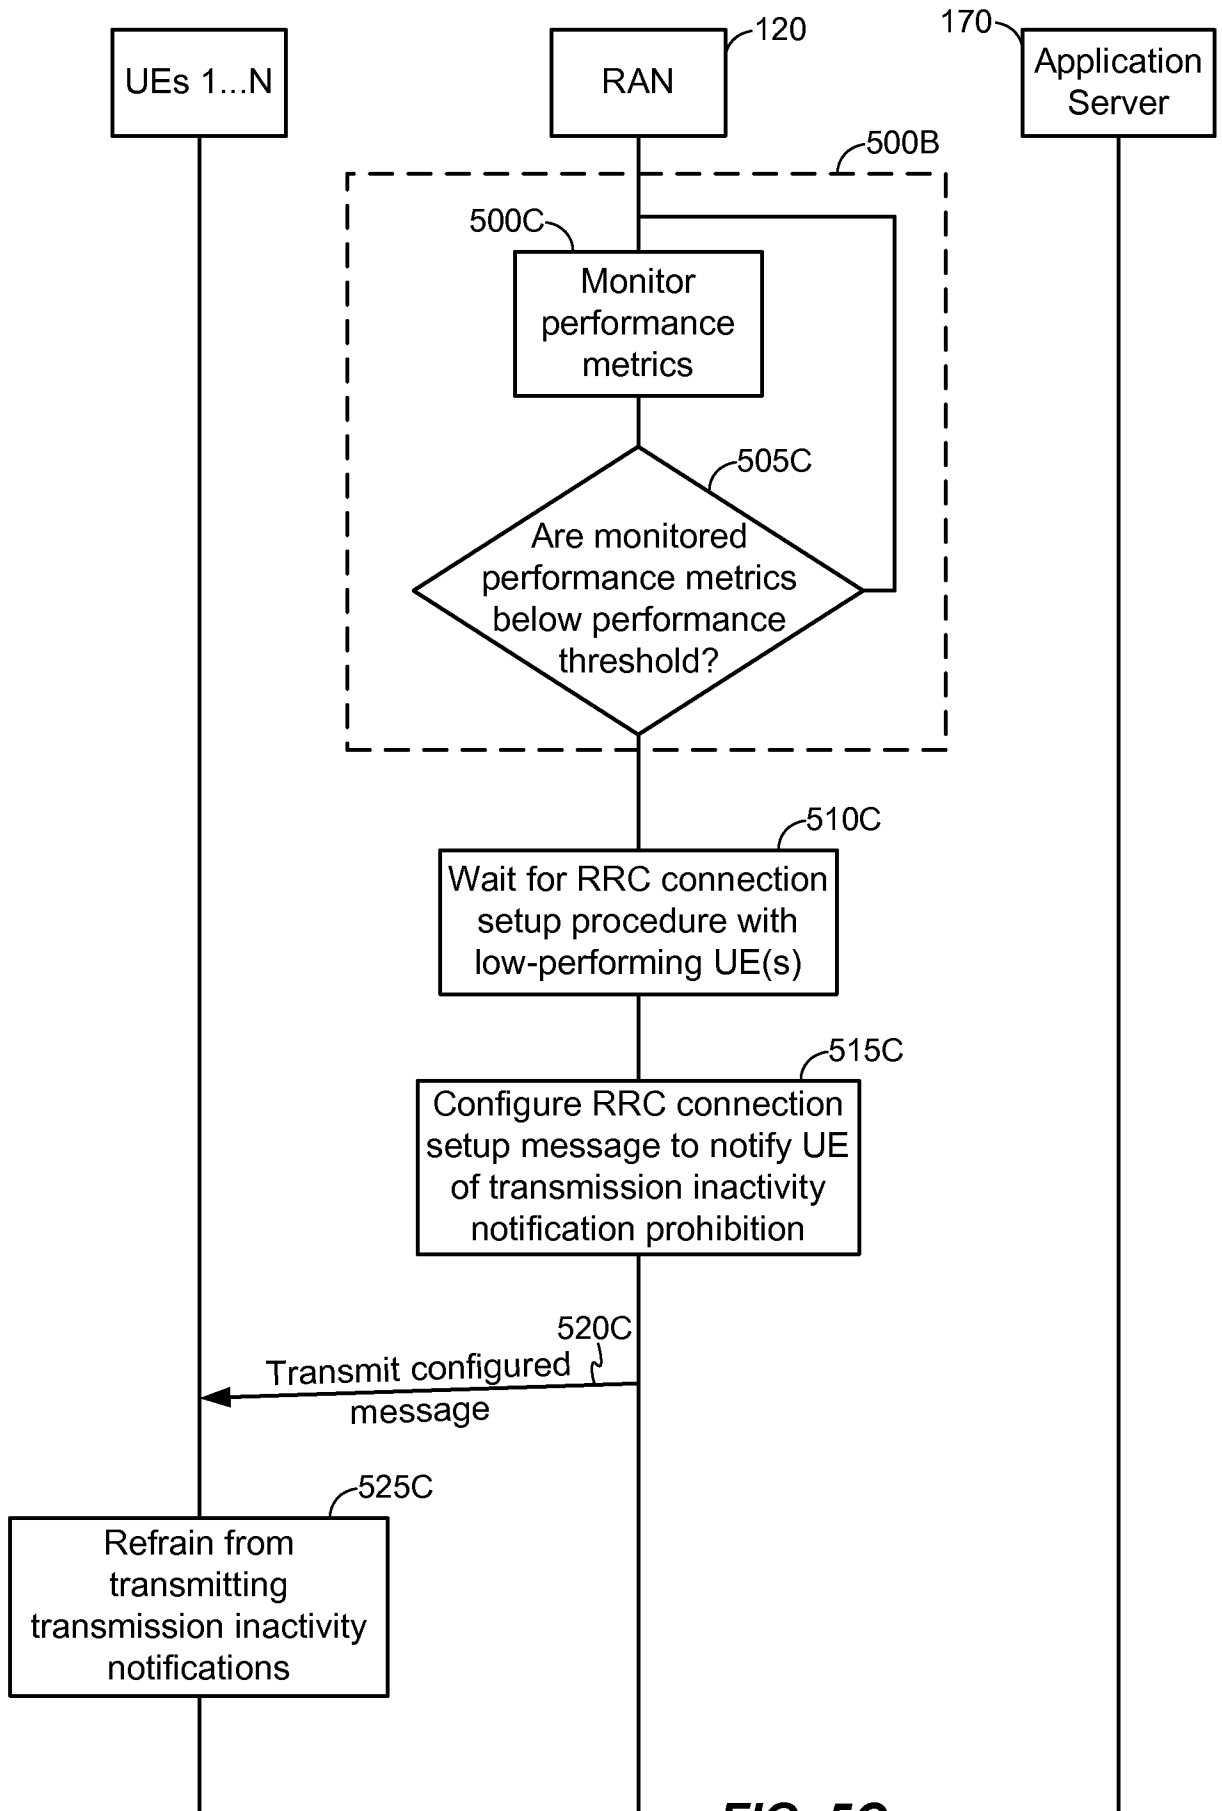 UEs 1...N
RAN
120
170
Application
Server
500B
500C
Monitor
performance
metrics
505C
Are monitored
performance metrics
below performance
threshold?
510C
Wait for RRC connection
setup procedure with
low-performing UE(s)
515C
Configure RRC connection
setup message to notify UE
of transmission inactivity
notification prohibition
520C
Transmit configured
message
525C
Refrain from
transmitting
transmission inactivity
notifications
FIG. 5C